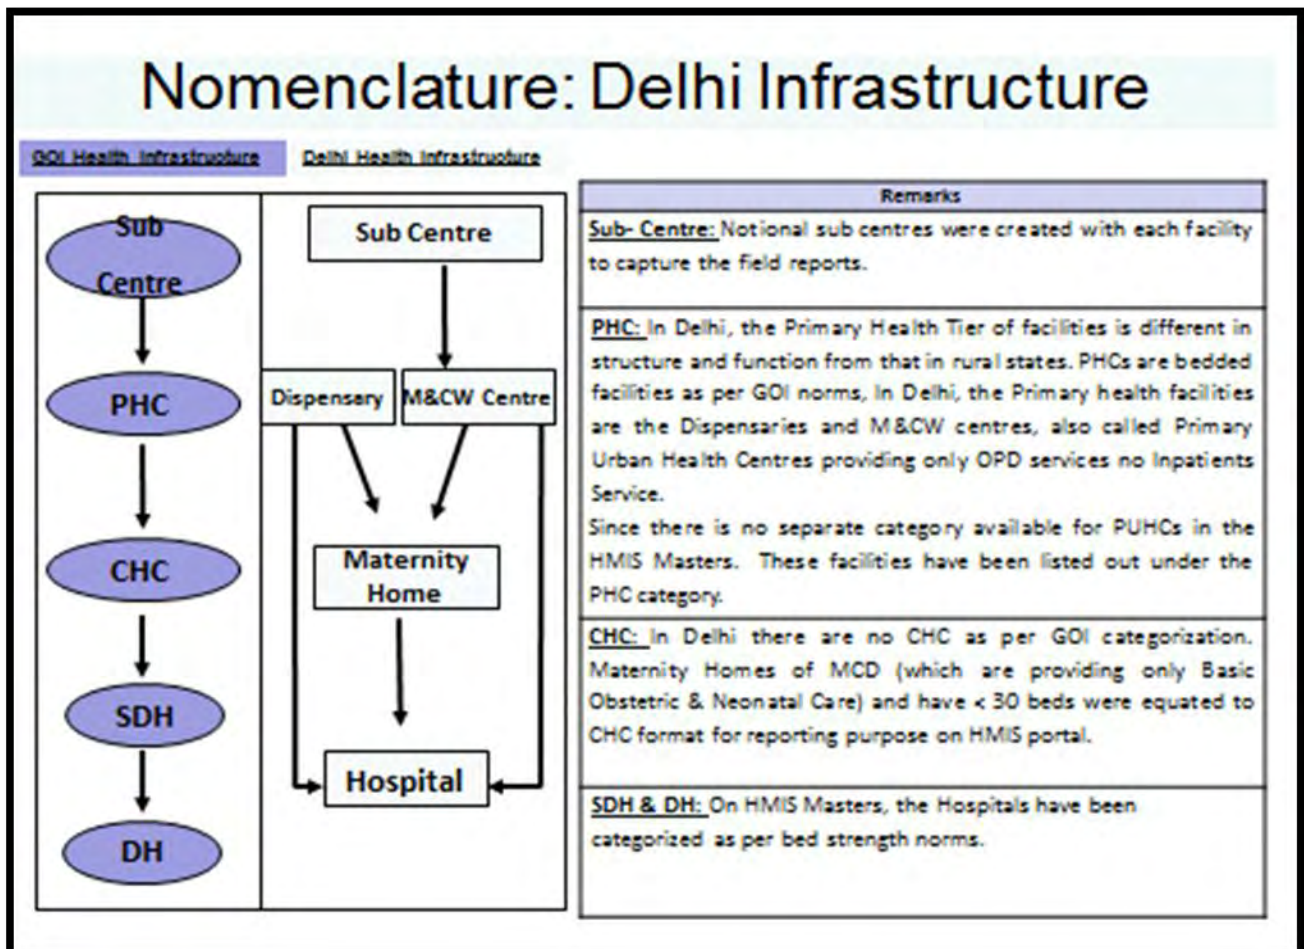 Nomenclature: Delhi Infrastructure
GOI Health Infrastructure
Delhi Health Infrastructure
Sub
Centre
PHC
CHC
SDH
DH
Sub Centre
Dispensary
M&CW Centre
Maternity
Home
Hospital
Remarks
Sub- Centre: Notional sub centres were created with each facility
to capture the field reports.
PHC: In Delhi, the Primary Health Tier of facilities is different in
structure and function from that in rural states. PHCs are bedded
facilities as per GOI norms, In Delhi, the Primary health facilities
are the Dispensaries and M&CW centres, also called Primary
Urban Health Centres providing only OPD services no Inpatients
Service.
Since there is no separate category available for PUHCs in the
HMIS Masters. These facilities have been listed out under the
PHC category.
CHC: In Delhi there are no CHC as per GOI categorization.
Maternity Homes of MCD (which are providing only Basic
Obstetric & Neonatal Care) and have < 30 beds were equated to
CHC format for reporting purpose on HMIS portal.
SDH & DH: On HMIS Masters, the Hospitals have been
categorized as per bed strength norms.